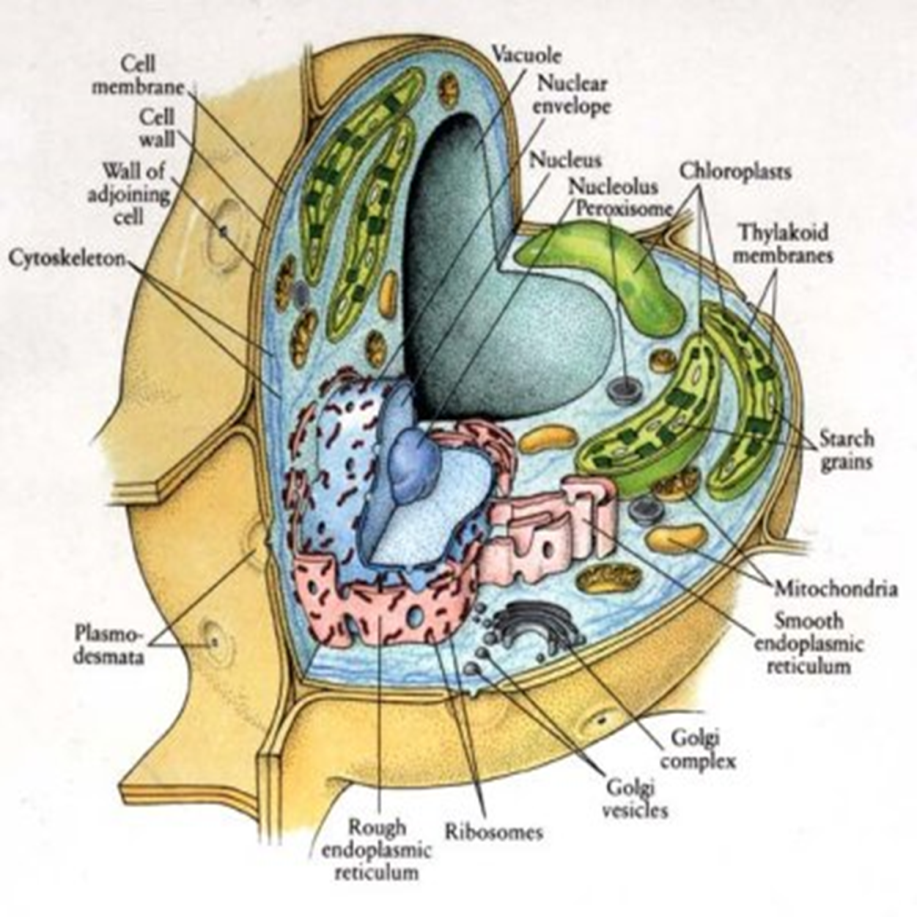 Cell
membrane
Cell
wall
Wall of
adjoining
cell
Cytoskeleton
Vacuole
Nuclear
envelope
Nucleus
Nucleolus
Peroxisome
Chloroplasts
Thylakoid
membranes
Starch
grains
Mitochondria
Smooth
endoplasmic
reticulum
Plasmo-
desmata
Golgi
complex
Golgi
vesicles
Ribosomes
Rough
endoplasmic
reticulum